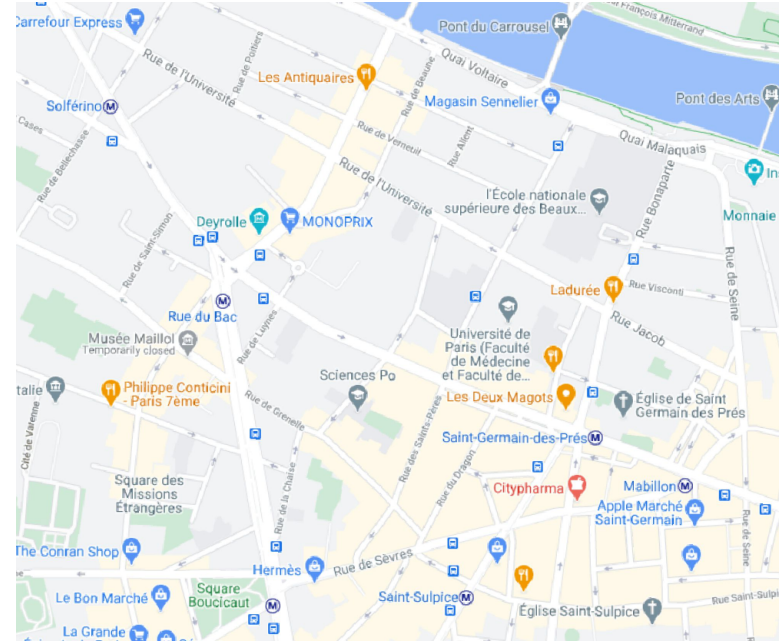 Carrefour Express
Pont du Carrousel
François Mitterrand
Rue de Poitiers
Rue de l'Université
Les Antiquaires
Rue de Beaune
Quai Voltaire
Solférino
Magasin Sennelier
Pont des Arts
Cases
Rue de Bellechasse
Rue de Verneuil
Rue Allent
Quai Malaquais
Rue de l'Université
l'École nationale
supérieure des Beaux...
Rue Bonaparte
Ins
Monnaie
Deyrolle
MONOPRIX
Rue de Saint-Simon
Rue de Seine
Ladurée
Rue Visconti
Rue du Bac
Rue de Luynes
Rue Jacob
Musée Maillol
Temporarily closed
Université de
Paris (Faculté
de Médecine
et Faculté de...
Sciences Po
talie
Philippe Conticini
- Paris 7ème
Les Deux Magots
Église de Saint
Germain des Prés
Cité de Varenne
Rue de Grenelle
Rue des Saints-Pères
Saint-Germain-des-Prés
Rue du Dragon
Square des
Missions
Étrangères
Rue de la Chaise
Citypharma
Mabillon
Apple Marché
Saint-Germain
Rue de Seine
The Conran Shop
Hermès
Rue de Sèvres
Le Bon Marché
Square
Boucicaut
Saint-Sulpice
Église Saint-Sulpice
Rue Saint-Sulpi
La Grande